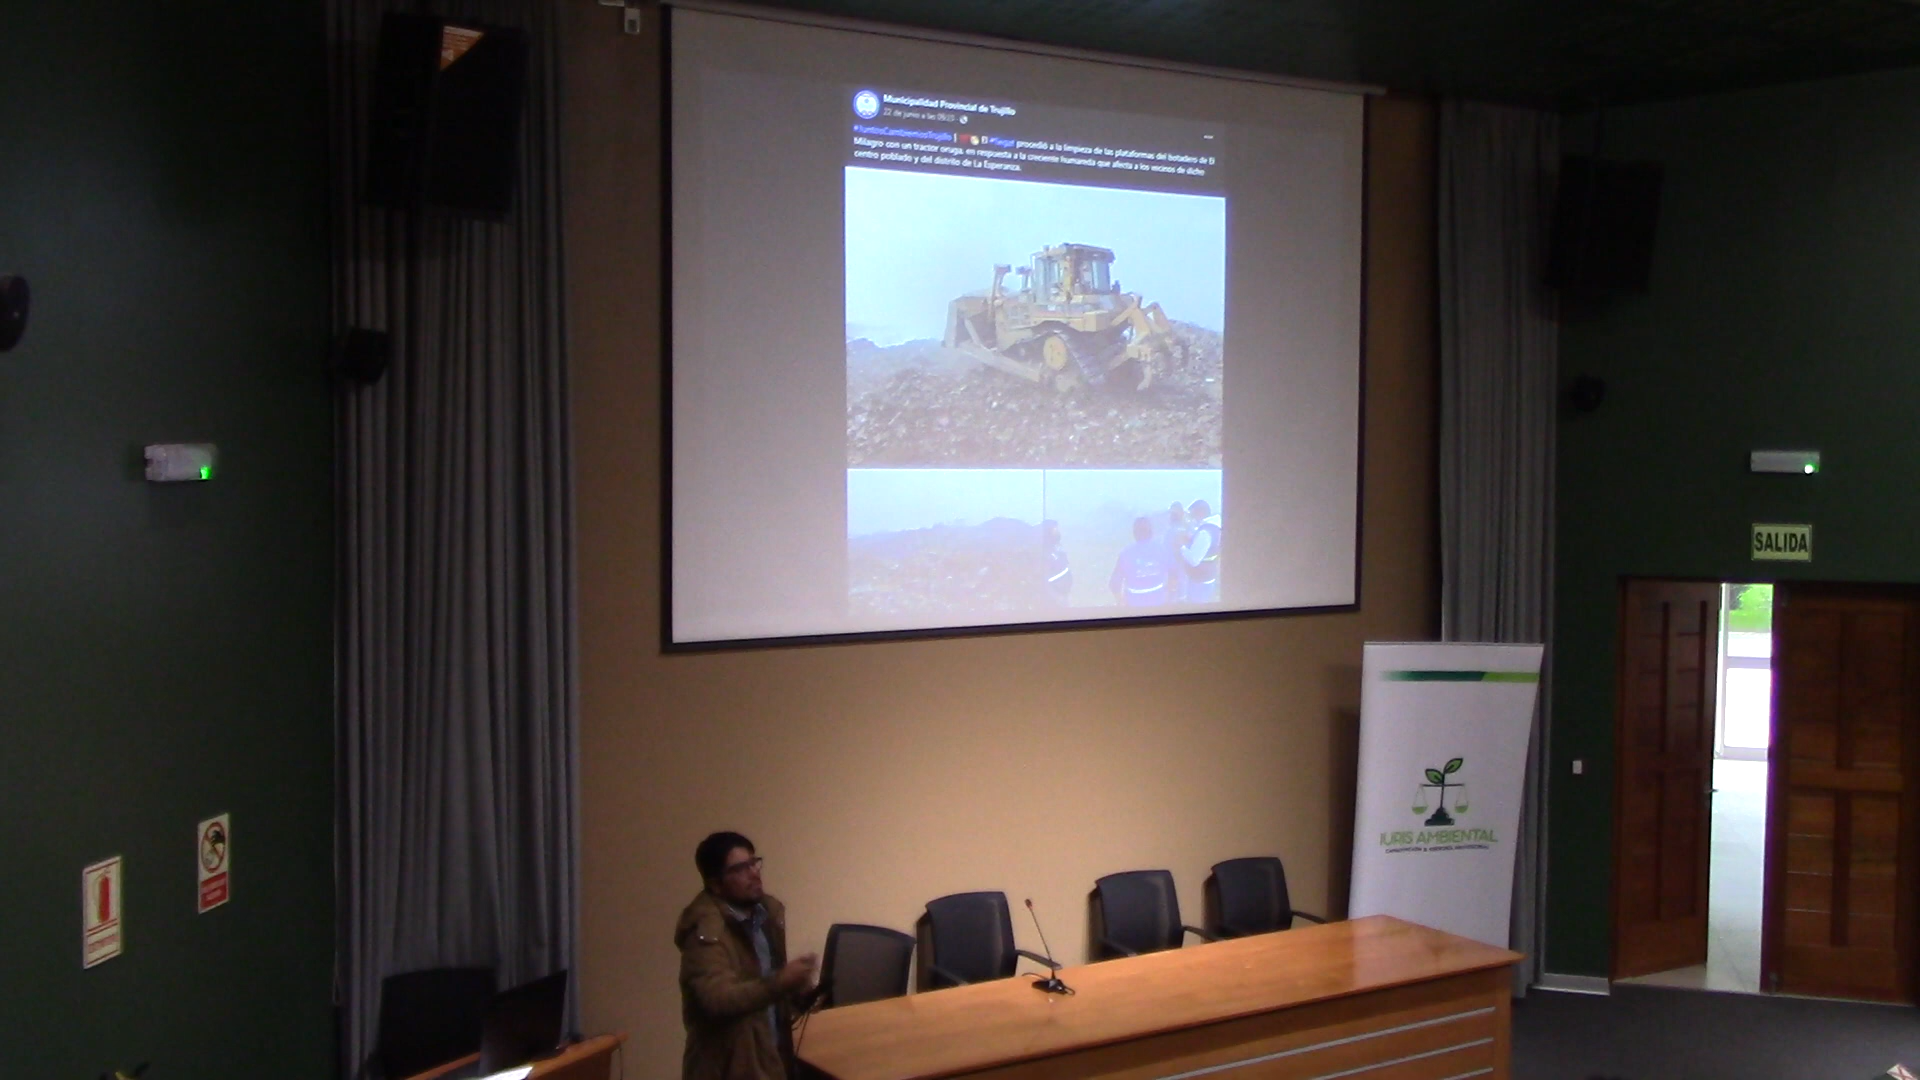 Municipalidad Provincial de Trujillo
22 de junio a las
#JuntosCambiemosTrujillo | El #Segat procedió a la limpieza de las plataformas del botadero de El
Milagro con un tractor oruga, en respuesta a la creciente humareda que afecta a los vecinos de dicho
centro poblado y del distrito de La Esperanza.
SALIDA
IURIS AMBIENTAL